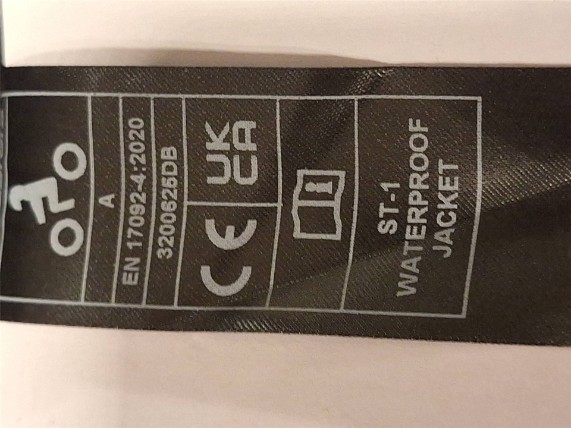 A
EN 17092-4:2020
3200625DB
CE
UK
CA
i
ST-1
WATERPROOF
JACKET